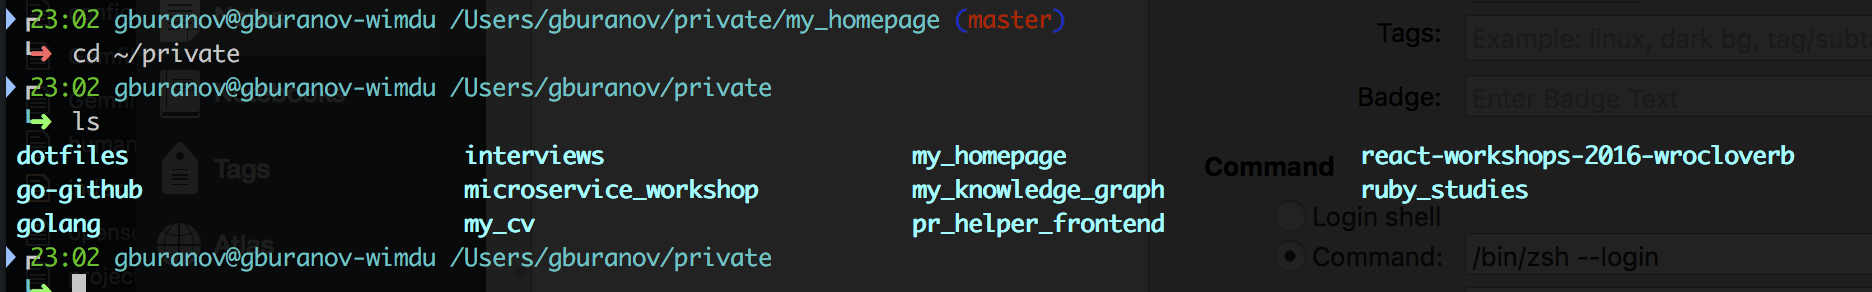 23:02 gburanov@gburanov-wimdu /Users/gburanov/private/my_homepage (master)
cd ~/private
23:02 gburanov@gburanov-wimdu /Users/gburanov/private
ls
dotfiles interviews my_homepage react-workshops-2016-wrocloverb
go-github microservice_workshop my_knowledge_graph ruby_studies
golang my_cv pr_helper_frontend
23:02 gburanov@gburanov-wimdu /Users/gburanov/private
Notebooks
Tags
Atlas
Tags: Example: linux, dark bg, tag/subt
Badge: Enter Badge Text
Command
Login shell
Command: /bin/zsh --login